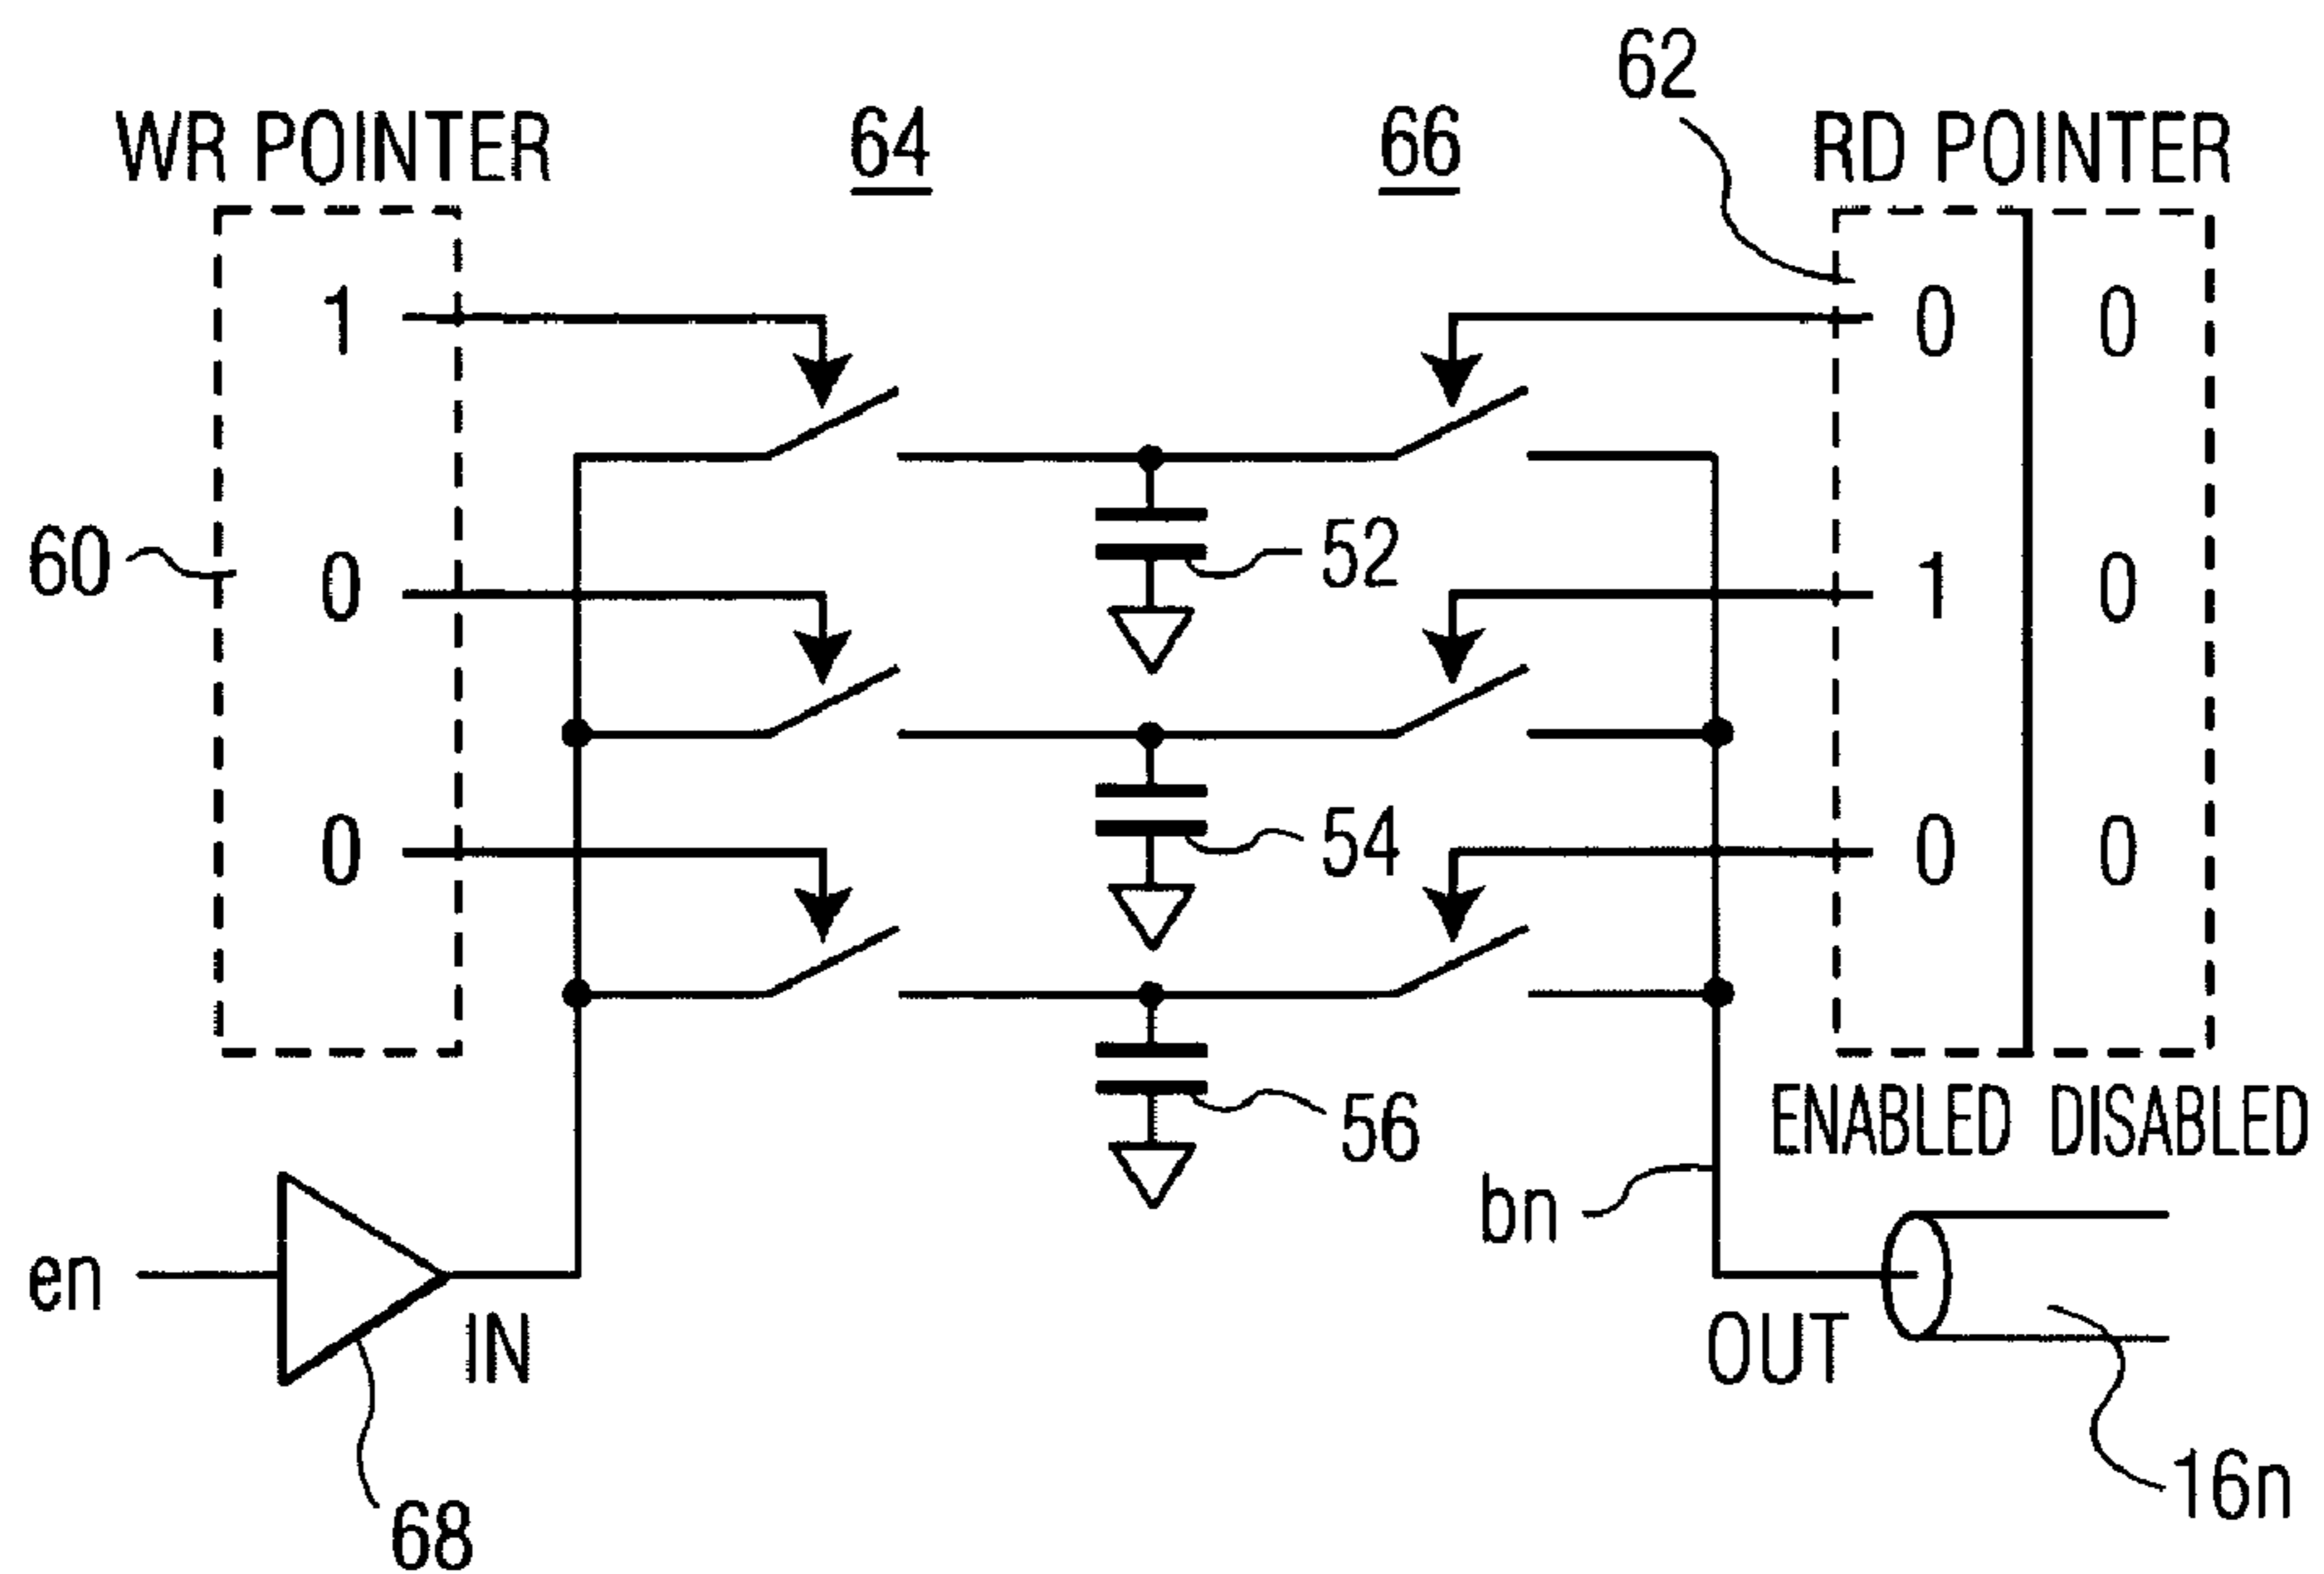 62
WR POINTER 64 66 RD POINTER
1 0 0
60 0 52 1 0
0 54 0 0
56 ENABLED DISABLED
bn
en IN OUT
68 16n